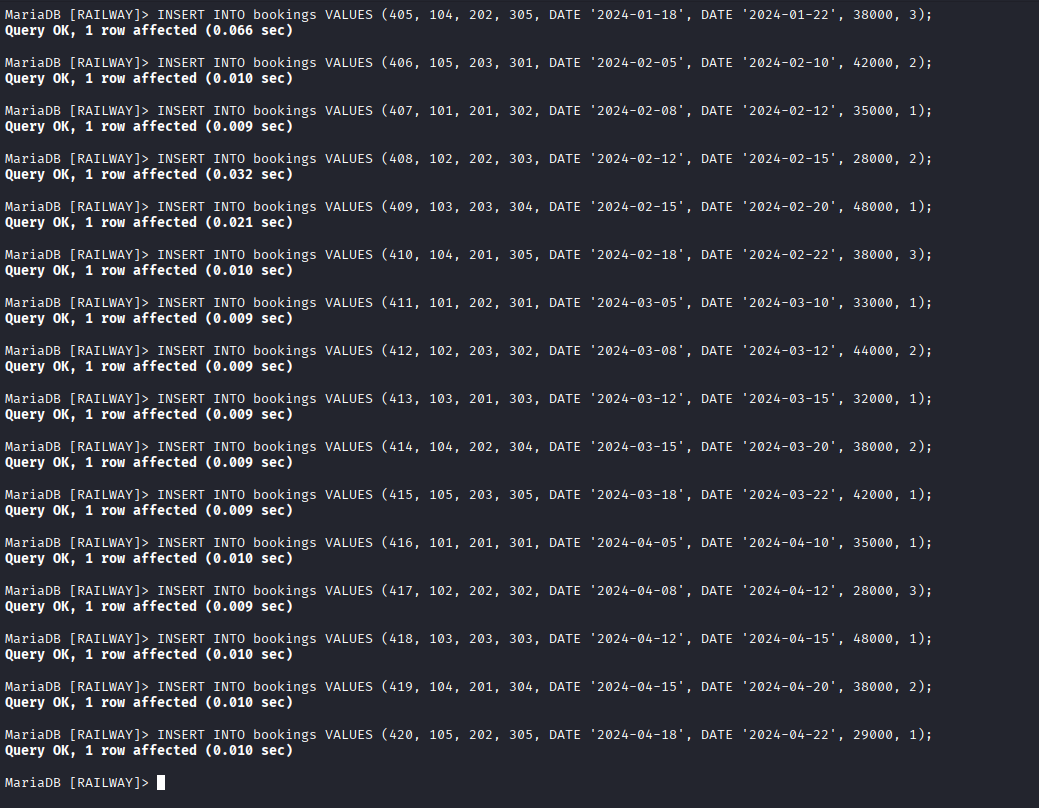 MariaDB [RAILWAY]> INSERT INTO bookings VALUES (405, 104, 202, 305, DATE '2024-01-18', DATE '2024-01-22', 38000, 3);
Query OK, 1 row affected (0.066 sec)
MariaDB [RAILWAY]> INSERT INTO bookings VALUES (406, 105, 203, 301, DATE '2024-02-05', DATE '2024-02-10', 42000, 2);
Query OK, 1 row affected (0.010 sec)
MariaDB [RAILWAY]> INSERT INTO bookings VALUES (407, 101, 201, 302, DATE '2024-02-08', DATE '2024-02-12', 35000, 1);
Query OK, 1 row affected (0.009 sec)
MariaDB [RAILWAY]> INSERT INTO bookings VALUES (408, 102, 202, 303, DATE '2024-02-12', DATE '2024-02-15', 28000, 2);
Query OK, 1 row affected (0.032 sec)
MariaDB [RAILWAY]> INSERT INTO bookings VALUES (409, 103, 203, 304, DATE '2024-02-15', DATE '2024-02-20', 48000, 1);
Query OK, 1 row affected (0.021 sec)
MariaDB [RAILWAY]> INSERT INTO bookings VALUES (410, 104, 201, 305, DATE '2024-02-18', DATE '2024-02-22', 38000, 3);
Query OK, 1 row affected (0.010 sec)
MariaDB [RAILWAY]> INSERT INTO bookings VALUES (411, 101, 202, 301, DATE '2024-03-05', DATE '2024-03-10', 33000, 1);
Query OK, 1 row affected (0.009 sec)
MariaDB [RAILWAY]> INSERT INTO bookings VALUES (412, 102, 203, 302, DATE '2024-03-08', DATE '2024-03-12', 44000, 2);
Query OK, 1 row affected (0.009 sec)
MariaDB [RAILWAY]> INSERT INTO bookings VALUES (413, 103, 201, 303, DATE '2024-03-12', DATE '2024-03-15', 32000, 1);
Query OK, 1 row affected (0.009 sec)
MariaDB [RAILWAY]> INSERT INTO bookings VALUES (414, 104, 202, 304, DATE '2024-03-15', DATE '2024-03-20', 38000, 2);
Query OK, 1 row affected (0.009 sec)
MariaDB [RAILWAY]> INSERT INTO bookings VALUES (415, 105, 203, 305, DATE '2024-03-18', DATE '2024-03-22', 42000, 1);
Query OK, 1 row affected (0.009 sec)
MariaDB [RAILWAY]> INSERT INTO bookings VALUES (416, 101, 201, 301, DATE '2024-04-05', DATE '2024-04-10', 35000, 1);
Query OK, 1 row affected (0.010 sec)
MariaDB [RAILWAY]> INSERT INTO bookings VALUES (417, 102, 202, 302, DATE '2024-04-08', DATE '2024-04-12', 28000, 3);
Query OK, 1 row affected (0.009 sec)
MariaDB [RAILWAY]> INSERT INTO bookings VALUES (418, 103, 203, 303, DATE '2024-04-12', DATE '2024-04-15', 48000, 1);
Query OK, 1 row affected (0.010 sec)
MariaDB [RAILWAY]> INSERT INTO bookings VALUES (419, 104, 201, 304, DATE '2024-04-15', DATE '2024-04-20', 38000, 2);
Query OK, 1 row affected (0.010 sec)
MariaDB [RAILWAY]> INSERT INTO bookings VALUES (420, 105, 202, 305, DATE '2024-04-18', DATE '2024-04-22', 29000, 1);
Query OK, 1 row affected (0.010 sec)
MariaDB [RAILWAY]>